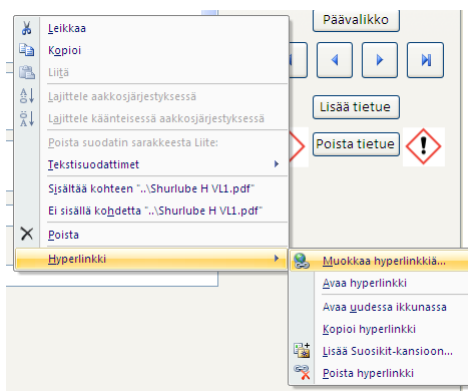 Leikkaa
Kopioi
Liitä
Lajittele aakkosjärjestyksessä
Lajittele käänteisessä aakkosjärjestyksessä
Poista suodatin sarakkeesta Liite:
Tekstisuodattimet
Sisältää kohteen "..\Shurlube H VL1.pdf"
Ei sisällä kohdetta "..\Shurlube H VL1.pdf"
Poista
Hyperlinkki
Päävalikko
Lisää tietue
Poista tietue
Muokkaa hyperlinkkiä...
Avaa hyperlinkki
Avaa uudessa ikkunassa
Kopioi hyperlinkki
Lisää Suosikit-kansioon...
Poista hyperlinkki